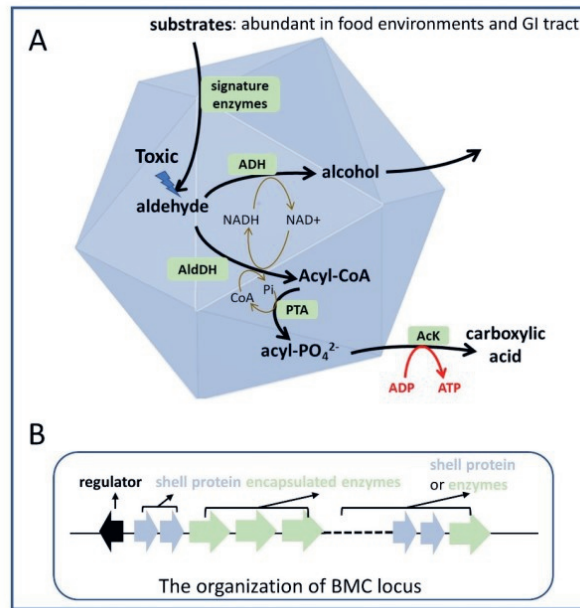 A
substrates: abundant in food environments and GI tract
signature
enzymes
Toxic
ADH
alcohol
aldehyde
NADH
NAD+
AldDH
Acyl-CoA
CoA
Pi
PTA
acyl-PO₄²⁻
AcK
carboxylic
acid
ADP
ATP
B
regulator
shell protein
encapsulated enzymes
shell protein
or enzymes
The organization of BMC locus